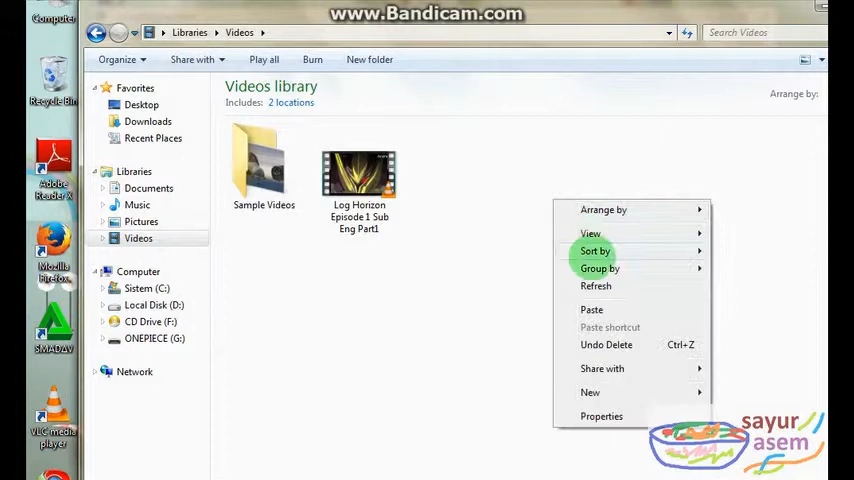 www.Bandicam.com
Computer
Libraries
Videos
Search Videos
Organize
Share with
Play all
Burn
New folder
Favorites
Desktop
Downloads
Recent Places
Libraries
Documents
Music
Pictures
Videos
Computer
Sistem (C:)
Local Disk (D:)
CD Drive (F:)
ONEPIECE (G:)
Network
Recycle Bin
Adobe
Reader X
Mozilla
Firefox
SMADΔV
VLC media
player
Videos library
Includes: 2 locations
Arrange by:
Sample Videos
Log Horizon
Episode 1 Sub
Eng Part1
Arrange by
View
Sort by
Group by
Refresh
Paste
Paste shortcut
Undo Delete Ctrl+Z
Share with
New
Properties
sayur
asem